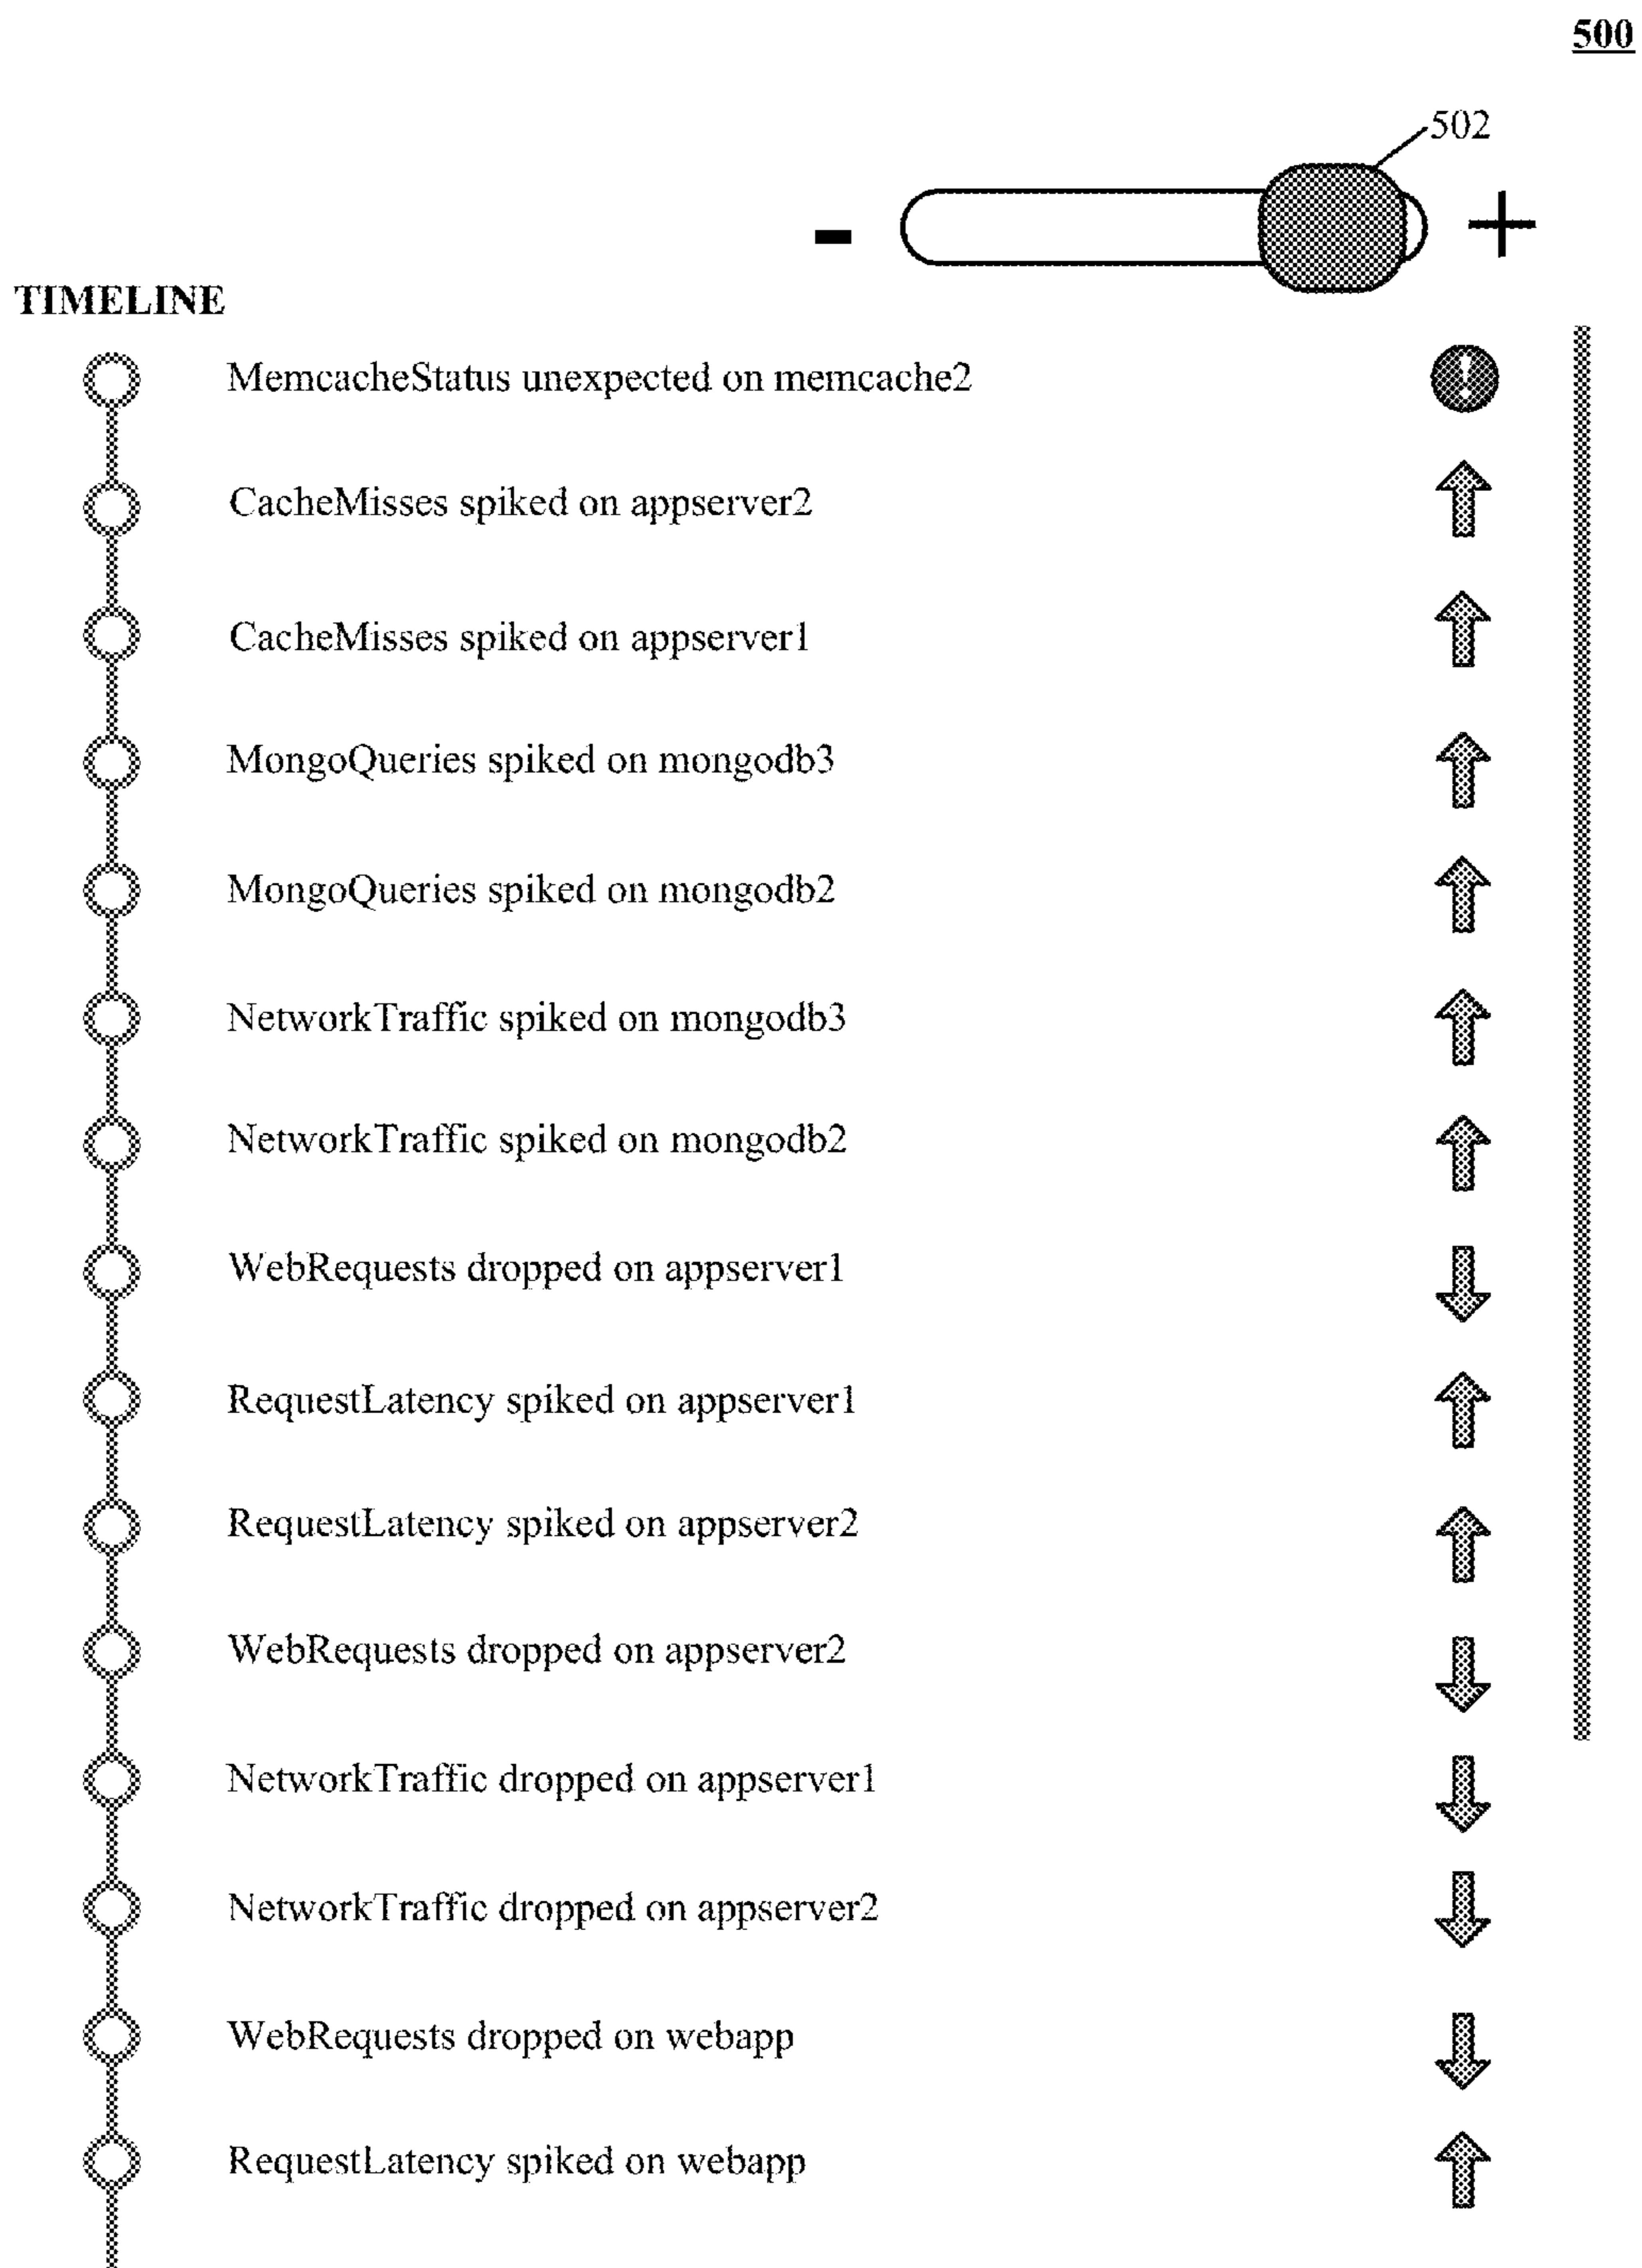 500
502
- +
TIMELINE
MemcacheStatus unexpected on memcache2 !
CacheMisses spiked on appserver2
CacheMisses spiked on appserver1
MongoQueries spiked on mongodb3
MongoQueries spiked on mongodb2
NetworkTraffic spiked on mongodb3
NetworkTraffic spiked on mongodb2
WebRequests dropped on appserver1
RequestLatency spiked on appserver1
RequestLatency spiked on appserver2
WebRequests dropped on appserver2
NetworkTraffic dropped on appserver1
NetworkTraffic dropped on appserver2
WebRequests dropped on webapp
RequestLatency spiked on webapp